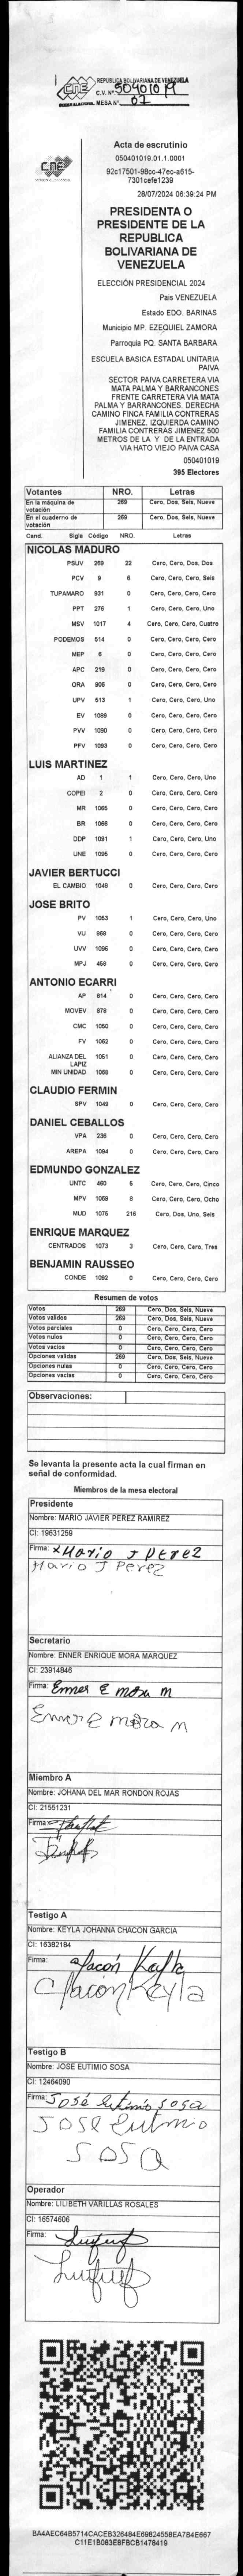 REPUBLICA BOLIVARIANA DE VENEZUELA
CNE
C.V. Nº 50401019
PODER ELECTORAL MESA Nº 01
CNE
Acta de escrutinio
050401019.01.1.0001
92c17501-98cc-47ec-a615-
7301cefe1239
28/07/2024 06:39:24 PM
PRESIDENTA O
PRESIDENTE DE LA
REPUBLICA
BOLIVARIANA DE
VENEZUELA
ELECCIÓN PRESIDENCIAL 2024
País VENEZUELA
Estado EDO. BARINAS
Municipio MP. EZEQUIEL ZAMORA
Parroquia PQ. SANTA BARBARA
ESCUELA BASICA ESTADAL UNITARIA
PAIVA
SECTOR PAIVA CARRETERA VIA
MATA PALMA Y BARRANCONES
FRENTE CARRETERA VIA MATA
PALMA Y BARRANCONES. DERECHA
CAMINO FINCA FAMILIA CONTRERAS
JIMENEZ. IZQUIERDA CAMINO
FAMILIA CONTRERAS JIMENEZ 500
METROS DE LA Y DE LA ENTRADA
VIA HATO VIEJO PAIVA CASA
050401019
395 Electores
Votantes NRO. Letras
En la máquina de votación 269 Cero, Dos, Seis, Nueve
En el cuaderno de votación 269 Cero, Dos, Seis, Nueve
Cand. Sigla Código NRO. Letras
NICOLAS MADURO
PSUV 269 22 Cero, Cero, Dos, Dos
PCV 9 6 Cero, Cero, Cero, Seis
TUPAMARO 931 0 Cero, Cero, Cero, Cero
PPT 276 1 Cero, Cero, Cero, Uno
MSV 1017 4 Cero, Cero, Cero, Cuatro
PODEMOS 514 0 Cero, Cero, Cero, Cero
MEP 6 0 Cero, Cero, Cero, Cero
APC 219 0 Cero, Cero, Cero, Cero
ORA 906 0 Cero, Cero, Cero, Cero
UPV 513 1 Cero, Cero, Cero, Uno
EV 1089 0 Cero, Cero, Cero, Cero
PVV 1090 0 Cero, Cero, Cero, Cero
PFV 1093 0 Cero, Cero, Cero, Cero
LUIS MARTINEZ
AD 1 1 Cero, Cero, Cero, Uno
COPEI 2 0 Cero, Cero, Cero, Cero
MR 1065 0 Cero, Cero, Cero, Cero
BR 1066 0 Cero, Cero, Cero, Cero
DDP 1091 1 Cero, Cero, Cero, Uno
UNE 1095 0 Cero, Cero, Cero, Cero
JAVIER BERTUCCI
EL CAMBIO 1048 0 Cero, Cero, Cero, Cero
JOSE BRITO
PV 1053 1 Cero, Cero, Cero, Uno
VU 868 0 Cero, Cero, Cero, Cero
UVV 1096 0 Cero, Cero, Cero, Cero
MPJ 458 0 Cero, Cero, Cero, Cero
ANTONIO ECARRI
AP 814 0 Cero, Cero, Cero, Cero
MOVEV 878 0 Cero, Cero, Cero, Cero
CMC 1050 0 Cero, Cero, Cero, Cero
FV 1062 0 Cero, Cero, Cero, Cero
ALIANZA DEL LAPIZ 1051 0 Cero, Cero, Cero, Cero
MIN UNIDAD 1068 0 Cero, Cero, Cero, Cero
CLAUDIO FERMIN
SPV 1049 0 Cero, Cero, Cero, Cero
DANIEL CEBALLOS
VPA 236 0 Cero, Cero, Cero, Cero
AREPA 1094 0 Cero, Cero, Cero, Cero
EDMUNDO GONZALEZ
UNTC 460 5 Cero, Cero, Cero, Cinco
MPV 1069 8 Cero, Cero, Cero, Ocho
MUD 1075 216 Cero, Dos, Uno, Seis
ENRIQUE MARQUEZ
CENTRADOS 1073 3 Cero, Cero, Cero, Tres
BENJAMIN RAUSSEO
CONDE 1092 0 Cero, Cero, Cero, Cero
Resumen de votos
Votos 269 Cero, Dos, Seis, Nueve
Votos validos 269 Cero, Dos, Seis, Nueve
Votos parciales 0 Cero, Cero, Cero, Cero
Votos nulos 0 Cero, Cero, Cero, Cero
Votos vacios 0 Cero, Cero, Cero, Cero
Opciones validas 269 Cero, Dos, Seis, Nueve
Opciones nulas 0 Cero, Cero, Cero, Cero
Opciones vacias 0 Cero, Cero, Cero, Cero
Observaciones:
Se levanta la presente acta la cual firman en
señal de conformidad.
Miembros de la mesa electoral
Presidente
Nombre: MARIO JAVIER PEREZ RAMIREZ
CI: 19631259
Firma: x Mario J Perez
Mario J Perez
Secretario
Nombre: ENNER ENRIQUE MORA MARQUEZ
CI: 23914846
Firma: Enner E mora m
Enner E mora m
Miembro A
Nombre: JOHANA DEL MAR RONDON ROJAS
CI: 21551231
Firma:
Testigo A
Nombre: KEYLA JOHANNA CHACON GARCIA
CI: 16382184
Firma: Chacón Keyla
Chacón Keyla
Testigo B
Nombre: JOSE EUTIMIO SOSA
CI: 12464090
Firma: José Eutimio Sosa
José Eutimio
SOSA
Operador
Nombre: LILIBETH VARILLAS ROSALES
CI: 16574606
Firma:
BA4AEC64B5714CACEB326484E69824558EA7B4E667
C11E1B083E8FBCB1478419